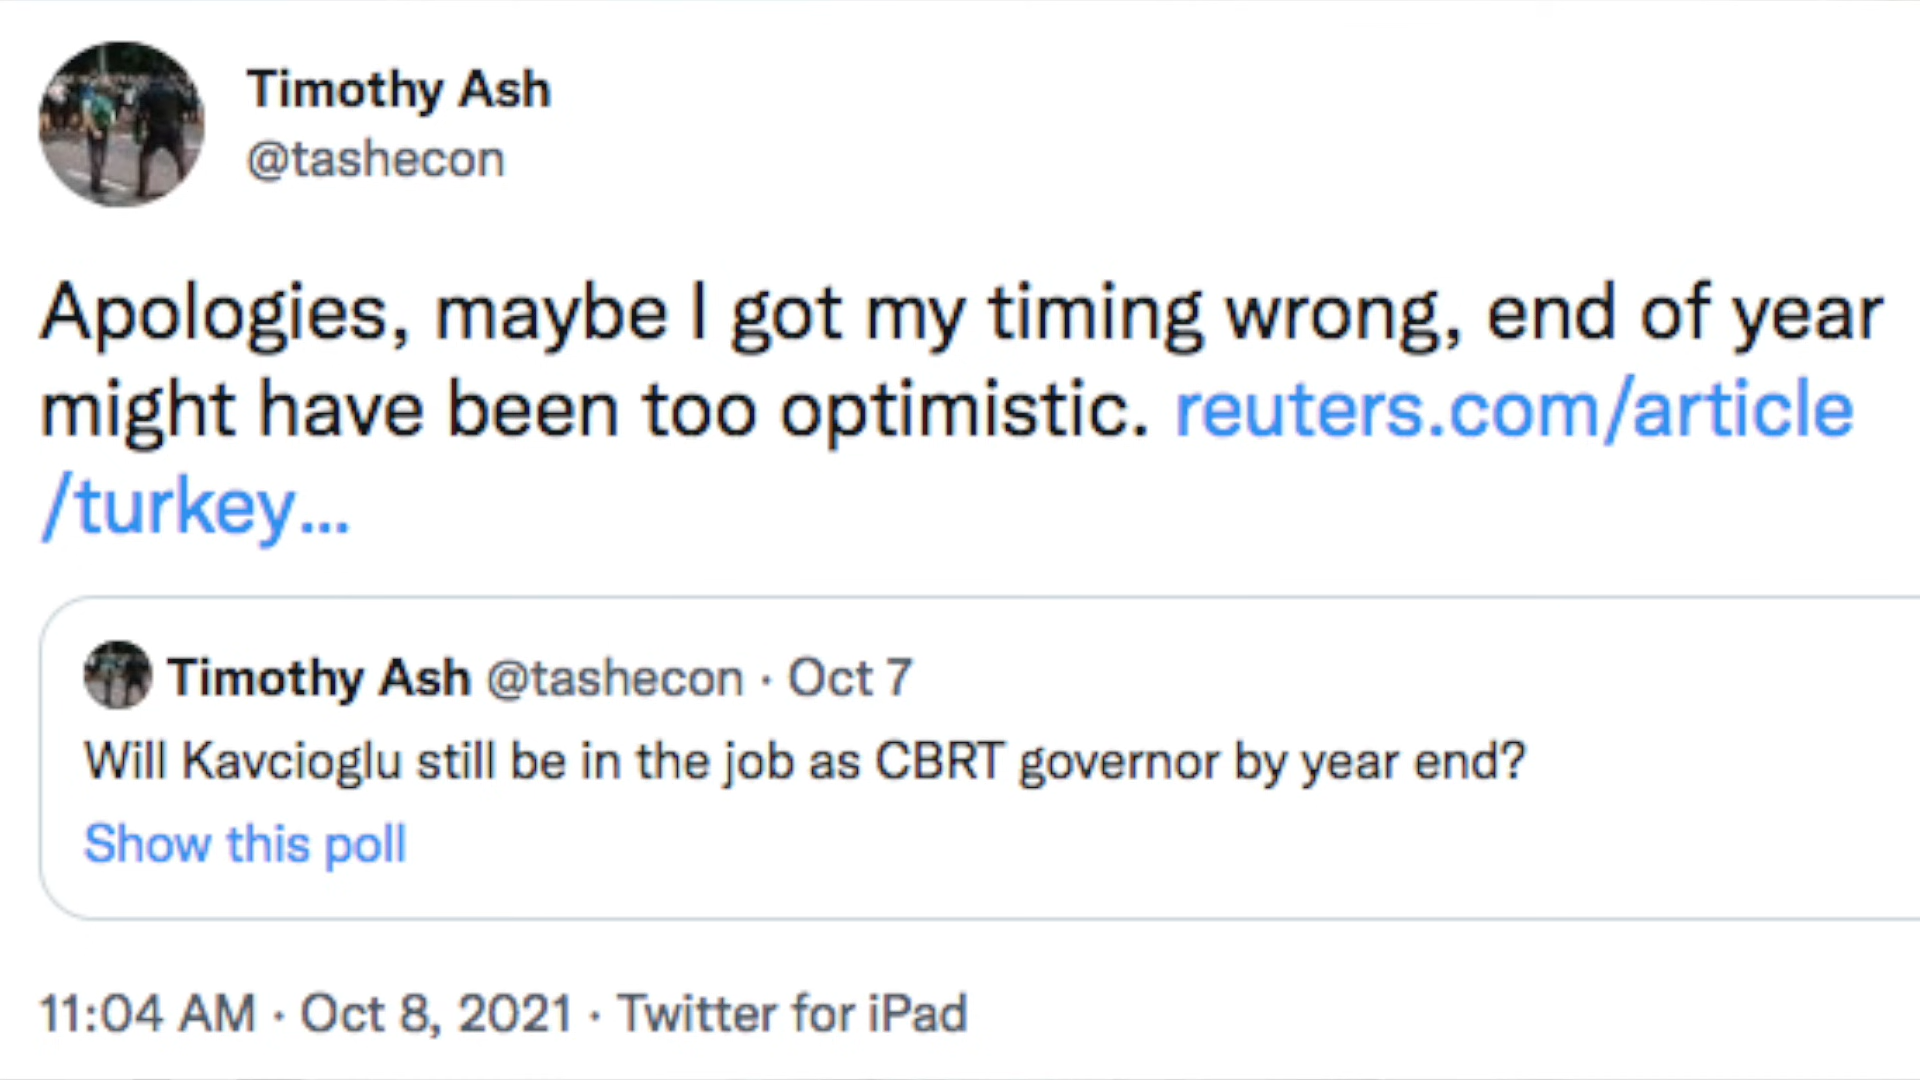 Timothy Ash
@tashecon
Apologies, maybe I got my timing wrong, end of year
might have been too optimistic. reuters.com/article
/turkey...
Timothy Ash @tashecon · Oct 7
Will Kavcioglu still be in the job as CBRT governor by year end?
Show this poll
11:04 AM · Oct 8, 2021 · Twitter for iPad